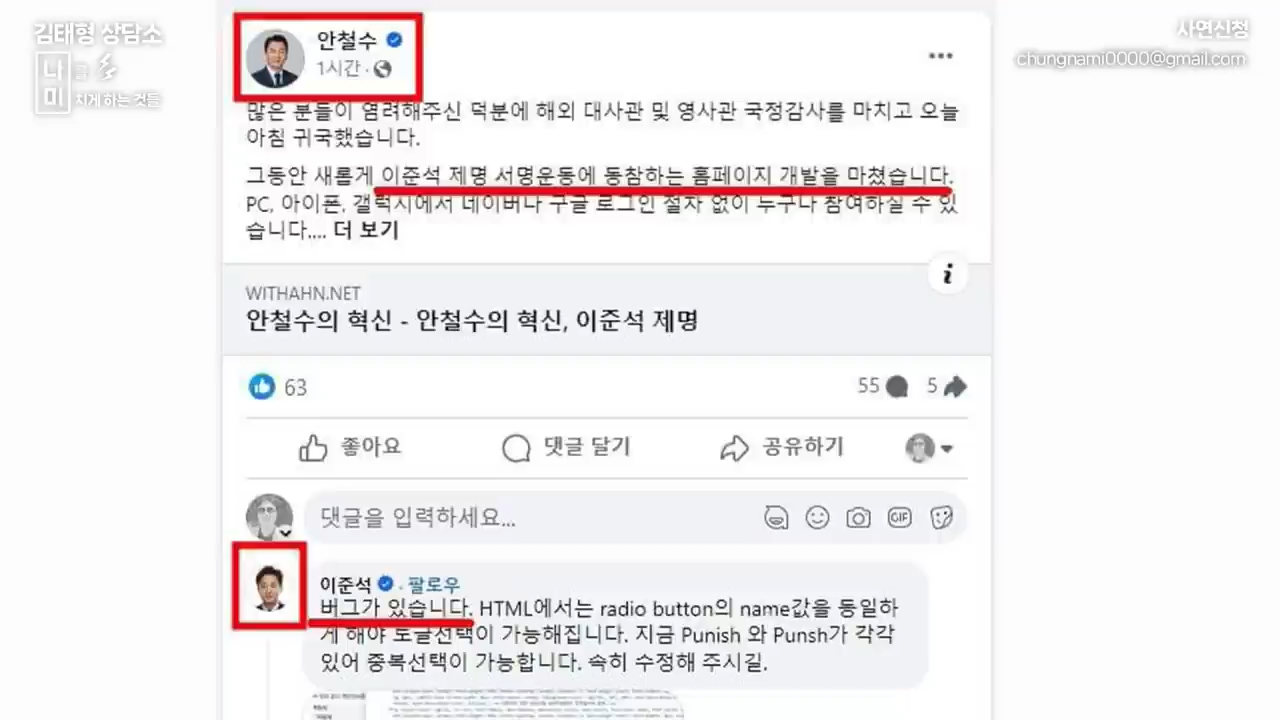 김태형 상담소
나를
미치게 하는 것들
사연신청
chungnami0000@gmail.com
안철수
1시간 ·
많은 분들이 염려해주신 덕분에 해외 대사관 및 영사관 국정감사를 마치고 오늘
아침 귀국했습니다.
그동안 새롭게 이준석 제명 서명운동에 동참하는 홈페이지 개발을 마쳤습니다.
PC, 아이폰, 갤럭시에서 네이버나 구글 로그인 절차 없이 누구나 참여하실 수 있
습니다.... 더 보기
WITHAHN.NET
안철수의 혁신 - 안철수의 혁신, 이준석 제명
63
55
5
좋아요
댓글 달기
공유하기
댓글을 입력하세요...
GIF
이준석 · 팔로우
버그가 있습니다. HTML에서는 radio button의 name값을 동일하
게 해야 토글선택이 가능해집니다. 지금 Punish 와 Punsh가 각각
있어 중복선택이 가능합니다. 속히 수정해 주시길.